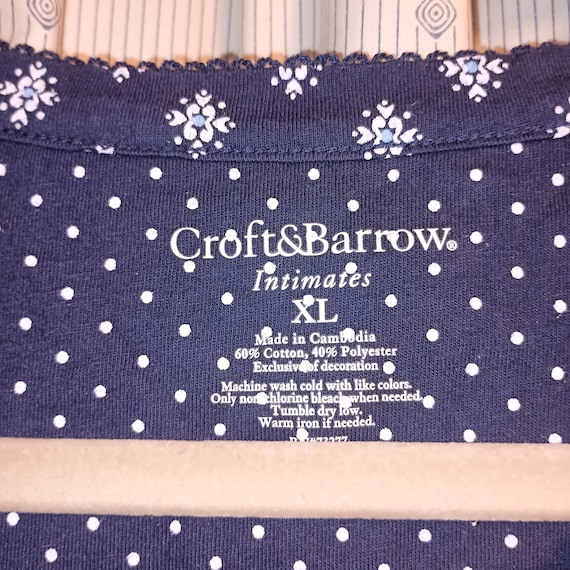 Croft&Barrow®
Intimates
XL
Made in Cambodia
60% Cotton, 40% Polyester
Exclusive of decoration
Machine wash cold with like colors.
Only non-chlorine bleach when needed.
Tumble dry low.
Warm iron if needed.